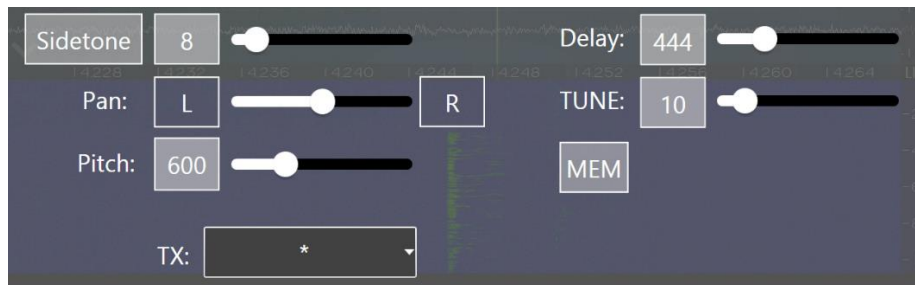 Sidetone 8 Delay: 444
14228 14232 14236 14240 14244 14248 14252 14256 14260 14264
Pan: L R TUNE: 10
Pitch: 600 MEM
TX: *